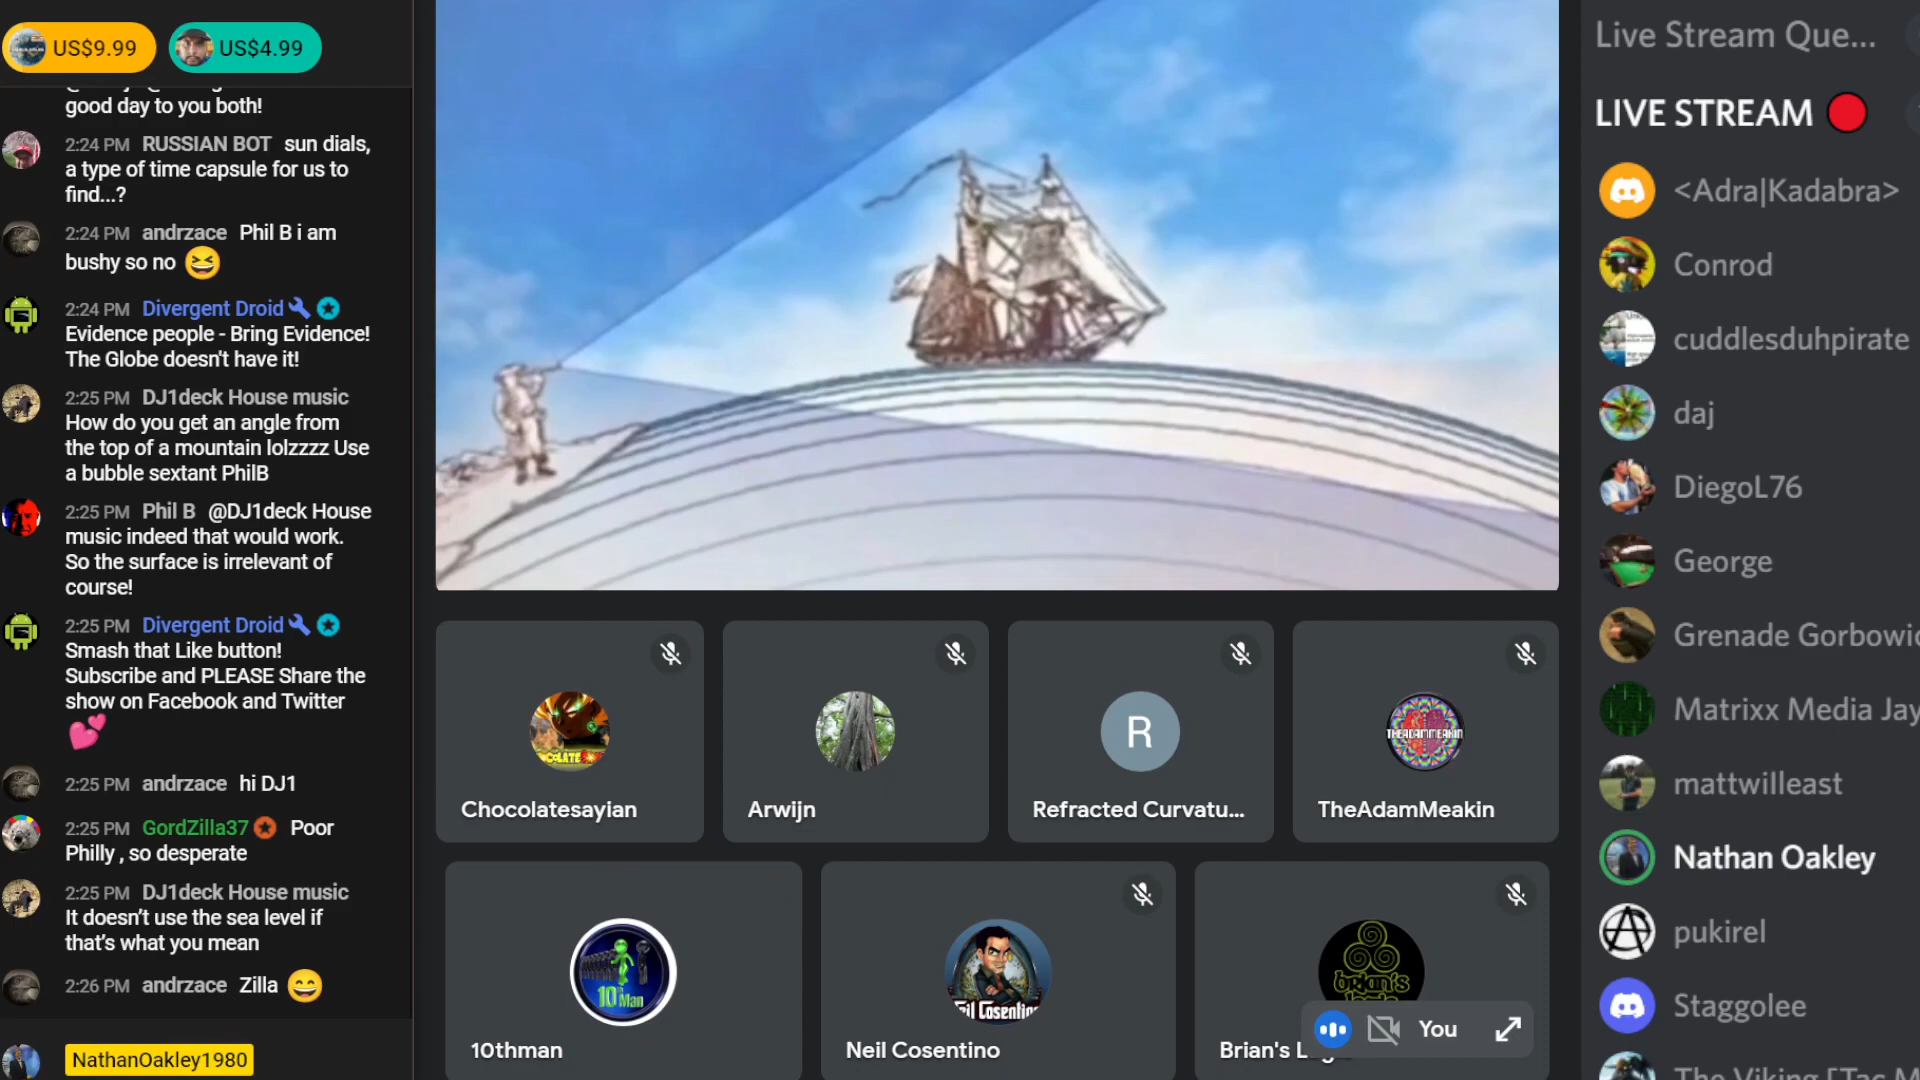 US$9.99 US$4.99
good day to you both!
2:24 PM RUSSIAN BOT sun dials,
a type of time capsule for us to
find...?
2:24 PM andrzace Phil B i am
bushy so no 😆
2:24 PM Divergent Droid
Evidence people - Bring Evidence!
The Globe doesn't have it!
2:25 PM DJ1deck House music
How do you get an angle from
the top of a mountain lolzzzz Use
a bubble sextant PhilB
2:25 PM Phil B @DJ1deck House
music indeed that would work.
So the surface is irrelevant of
course!
2:25 PM Divergent Droid
Smash that Like button!
Subscribe and PLEASE Share the
show on Facebook and Twitter
💕
2:25 PM andrzace hi DJ1
2:25 PM GordZilla37 Poor
Philly , so desperate
2:25 PM DJ1deck House music
It doesn't use the sea level if
that's what you mean
2:26 PM andrzace Zilla 😄
NathanOakley1980
R
THEADAMMEAKIN
Chocolatesayian
Arwijn
Refracted Curvatu...
TheAdamMeakin
10th Man
10thman
Neil Cosentino
Brian's
You
Live Stream Que...
LIVE STREAM
<Adra|Kadabra>
Conrod
cuddlesduhpirate
daj
DiegoL76
George
Grenade Gorbowic
Matrixx Media Jay
mattwilleast
Nathan Oakley
pukirel
Staggolee
The Viking [Tac M